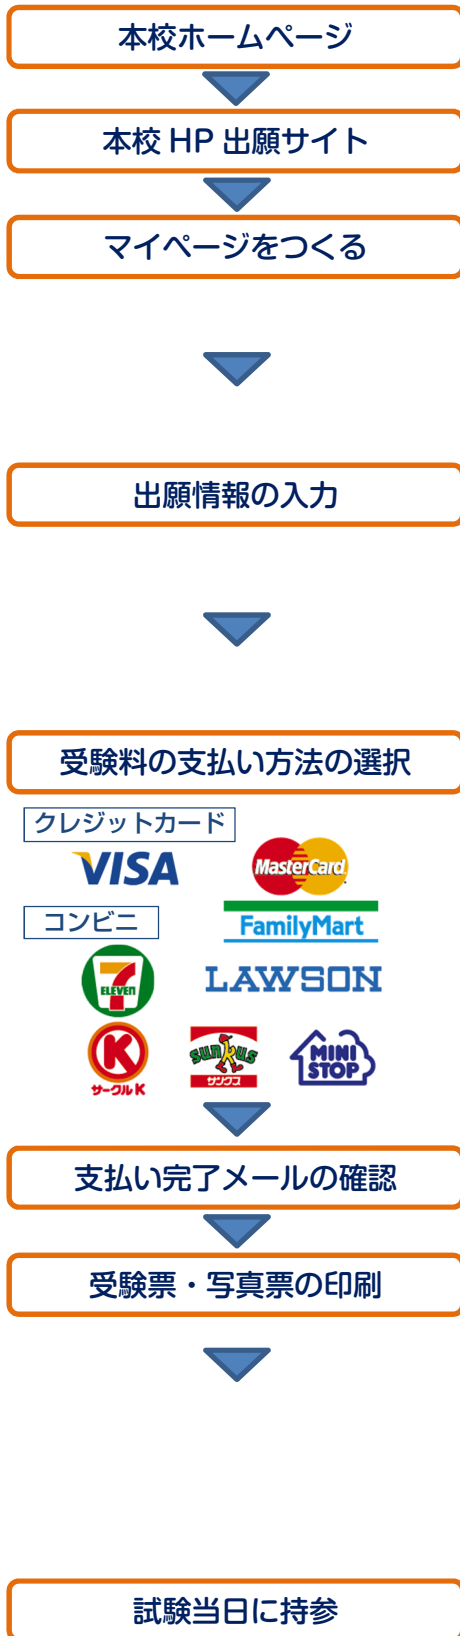 本校ホームページ
本校 HP 出願サイト
マイページをつくる
出願情報の入力
受験料の支払い方法の選択
クレジットカード
VISA
MasterCard
コンビニ
FamilyMart
7 ELEVEN
LAWSON
K
サークルK
sunkus
サンクス
MINI
STOP
支払い完了メールの確認
受験票・写真票の印刷
試験当日に持参